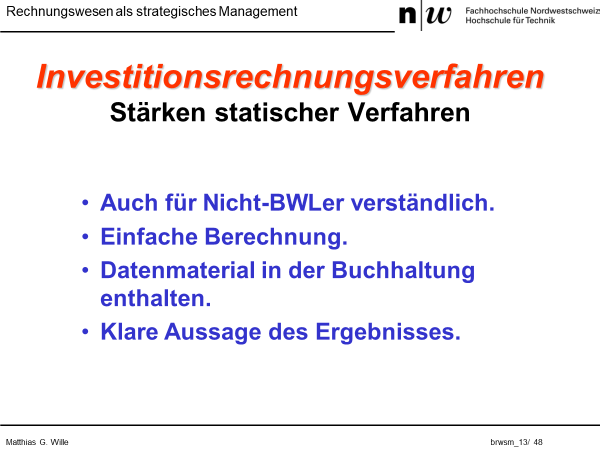 Rechnungswesen als strategisches Management
n|w
Fachhochschule Nordwestschweiz
Hochschule für Technik
Investitionsrechnungsverfahren
Stärken statischer Verfahren
• Auch für Nicht-BWLer verständlich.
• Einfache Berechnung.
• Datenmaterial in der Buchhaltung
enthalten.
• Klare Aussage des Ergebnisses.
Matthias G. Wille
brwsm_13/ 48